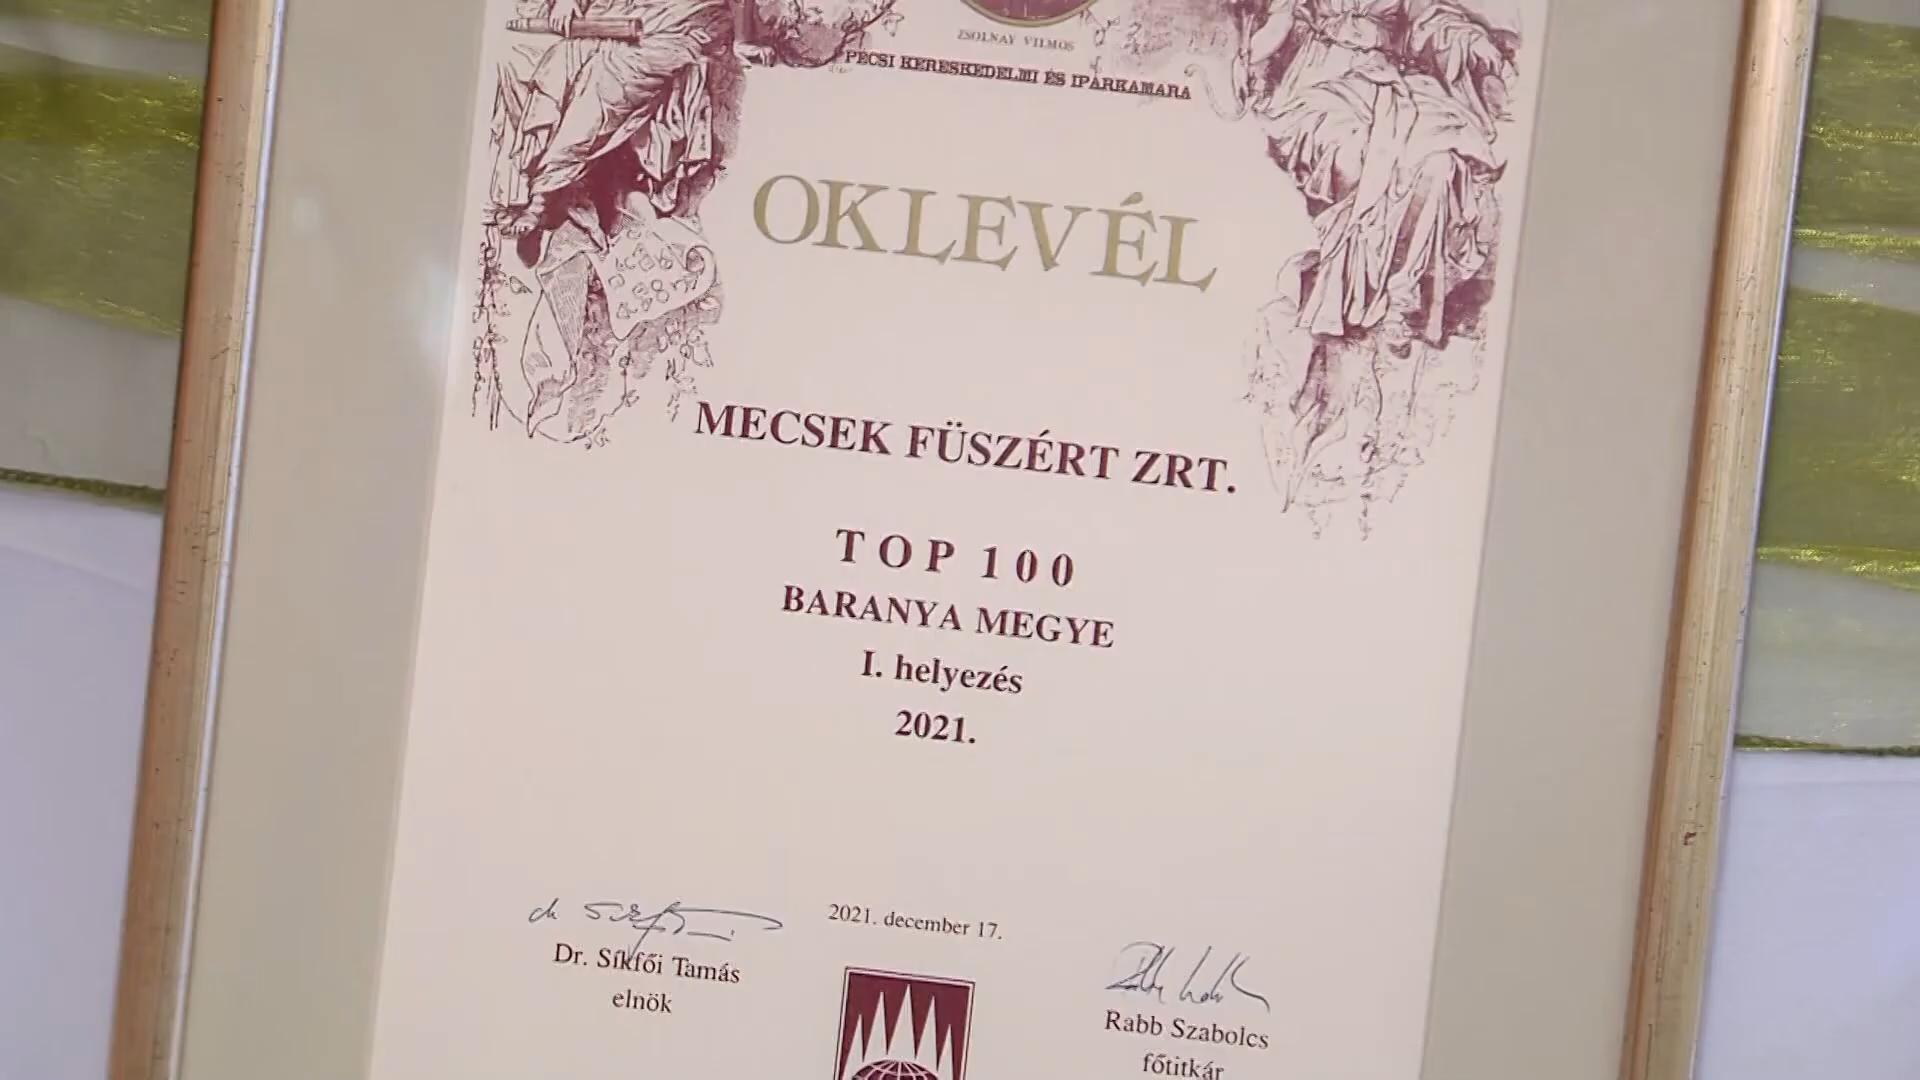 ZSOLNAY VILMOS
PÉCSI KERESKEDELMI ÉS IPARKAMARA
OKLEVÉL
MECSEK FÜSZÉRT ZRT.
TOP 100
BARANYA MEGYE
I. helyezés
2021.
2021. december 17.
Dr. Síkfői Tamás
elnök
Rabb Szabolcs
főtitkár